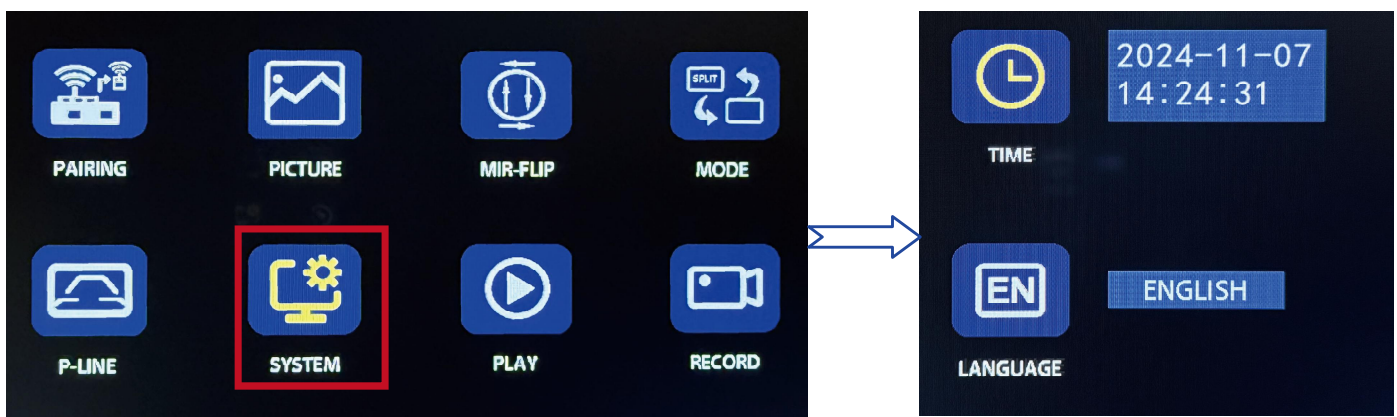 SPLIT
PAIRING
PICTURE
MIR-FLIP
MODE
P-LINE
SYSTEM
PLAY
RECORD
2024-11-07
14:24:31
TIME
EN
ENGLISH
LANGUAGE